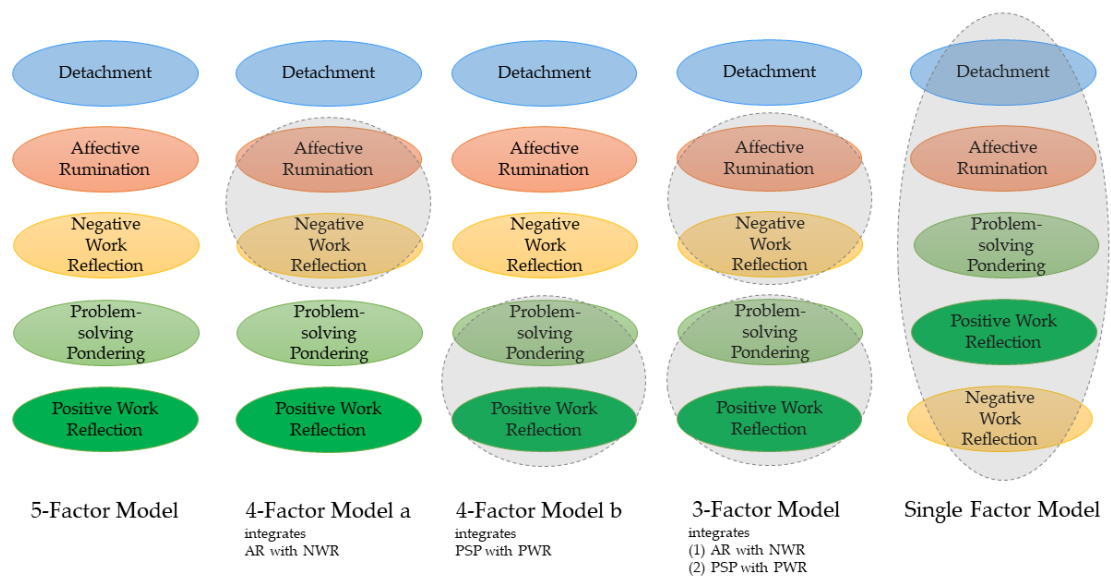 Detachment
Affective
Rumination
Negative
Work
Reflection
Problem-
solving
Pondering
Positive Work
Reflection
5-Factor Model
Detachment
Affective
Rumination
Negative
Work
Reflection
Problem-
solving
Pondering
Positive Work
Reflection
4-Factor Model a
integrates
AR with NWR
Detachment
Affective
Rumination
Negative
Work
Reflection
Problem-
solving
Pondering
Positive Work
Reflection
4-Factor Model b
integrates
PSP with PWR
Detachment
Affective
Rumination
Negative
Work
Reflection
Problem-
solving
Pondering
Positive Work
Reflection
3-Factor Model
integrates
(1) AR with NWR
(2) PSP with PWR
Detachment
Affective
Rumination
Problem-
solving
Pondering
Positive Work
Reflection
Negative
Work
Reflection
Single Factor Model